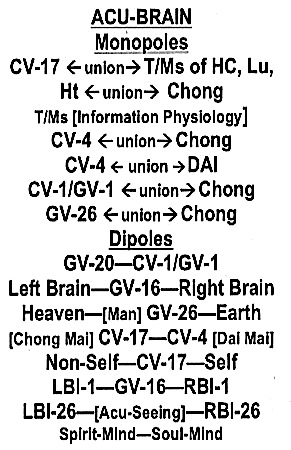 ACU-BRAIN
Monopoles
CV-17 ←union→ T/Ms of HC, Lu,
Ht ←union→ Chong
T/Ms [Information Physiology]
CV-4 ←union→ Chong
CV-4 ←union →DAI
CV-1/GV-1 ←union→Chong
GV-26 ←union→ Chong
Dipoles
GV-20—CV-1/GV-1
Left Brain—GV-16—Right Brain
Heaven—[Man] GV-26—Earth
[Chong Mai] CV-17—CV-4 [Dai Mai]
Non-Self—CV-17—Self
LBI-1—GV-16—RBI-1
LBI-26—[Acu-Seeing]—RBI-26
Spirit-Mind—Soul-Mind